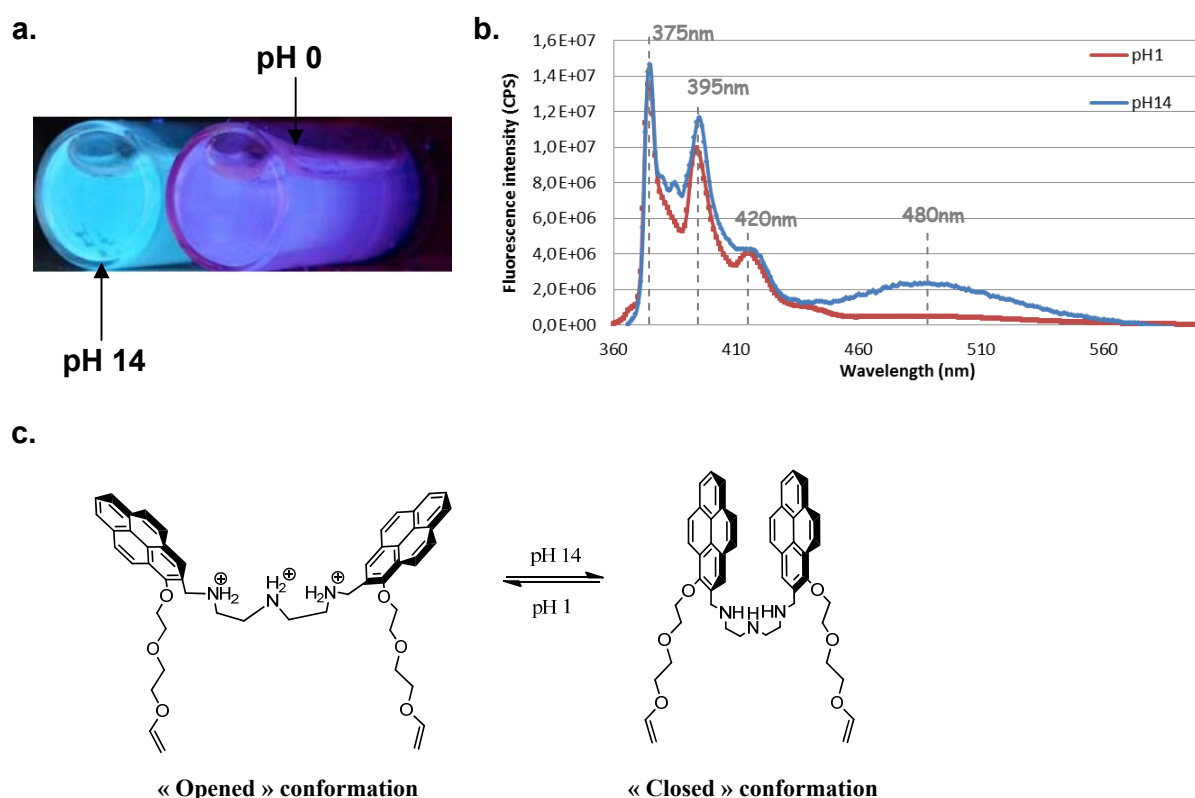 a.
pH 0
pH 14
b.
Fluorescence intensity (CPS)
1,6E+07
1,4E+07
1,2E+07
1,0E+07
8,0E+06
6,0E+06
4,0E+06
2,0E+06
0,0E+00
375nm
395nm
420nm
480nm
pH1
pH14
360
410
460
510
560
Wavelength (nm)
c.
NH2
⊕
N
H2
⊕
H2N
⊕
O
O
O
O
O
O
pH 14
pH 1
NH
H
N
HN
O
O
O
O
O
O
« Opened » conformation
« Closed » conformation